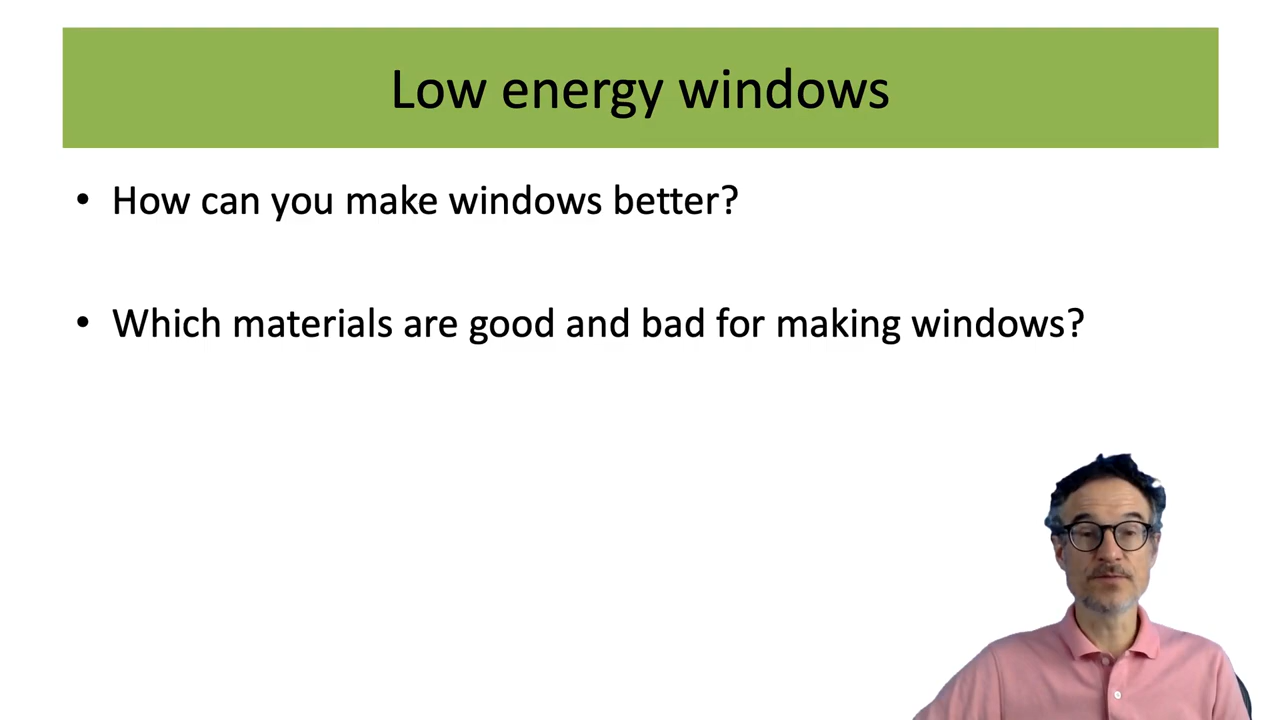 Low energy windows
• How can you make windows better?
• Which materials are good and bad for making windows?